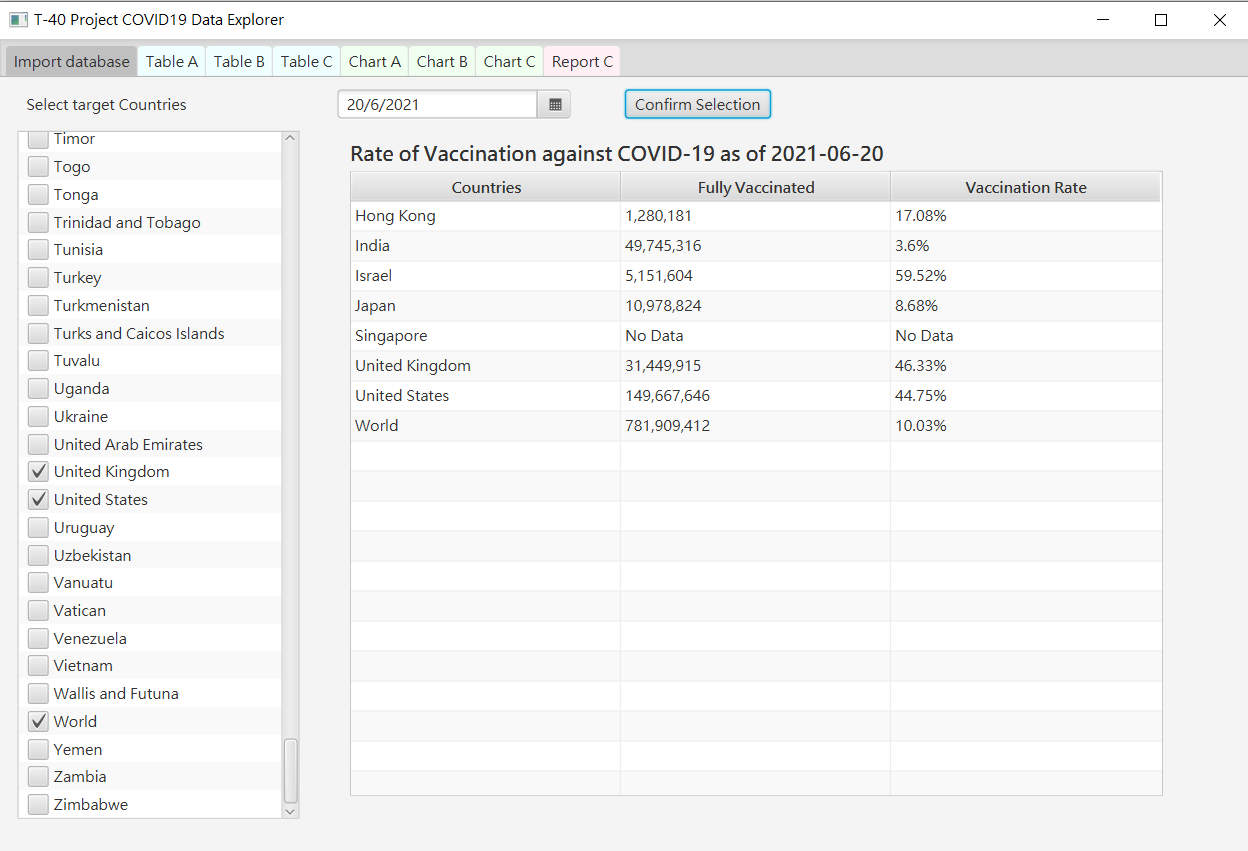 T-40 Project COVID19 Data Explorer
Import database Table A Table B Table C Chart A Chart B Chart C Report C
Select target Countries 20/6/2021 Confirm Selection
Timor
Togo
Tonga
Trinidad and Tobago
Tunisia
Turkey
Turkmenistan
Turks and Caicos Islands
Tuvalu
Uganda
Ukraine
United Arab Emirates
United Kingdom
United States
Uruguay
Uzbekistan
Vanuatu
Vatican
Venezuela
Vietnam
Wallis and Futuna
World
Yemen
Zambia
Zimbabwe
Rate of Vaccination against COVID-19 as of 2021-06-20
Countries Fully Vaccinated Vaccination Rate
Hong Kong 1,280,181 17.08%
India 49,745,316 3.6%
Israel 5,151,604 59.52%
Japan 10,978,824 8.68%
Singapore No Data No Data
United Kingdom 31,449,915 46.33%
United States 149,667,646 44.75%
World 781,909,412 10.03%